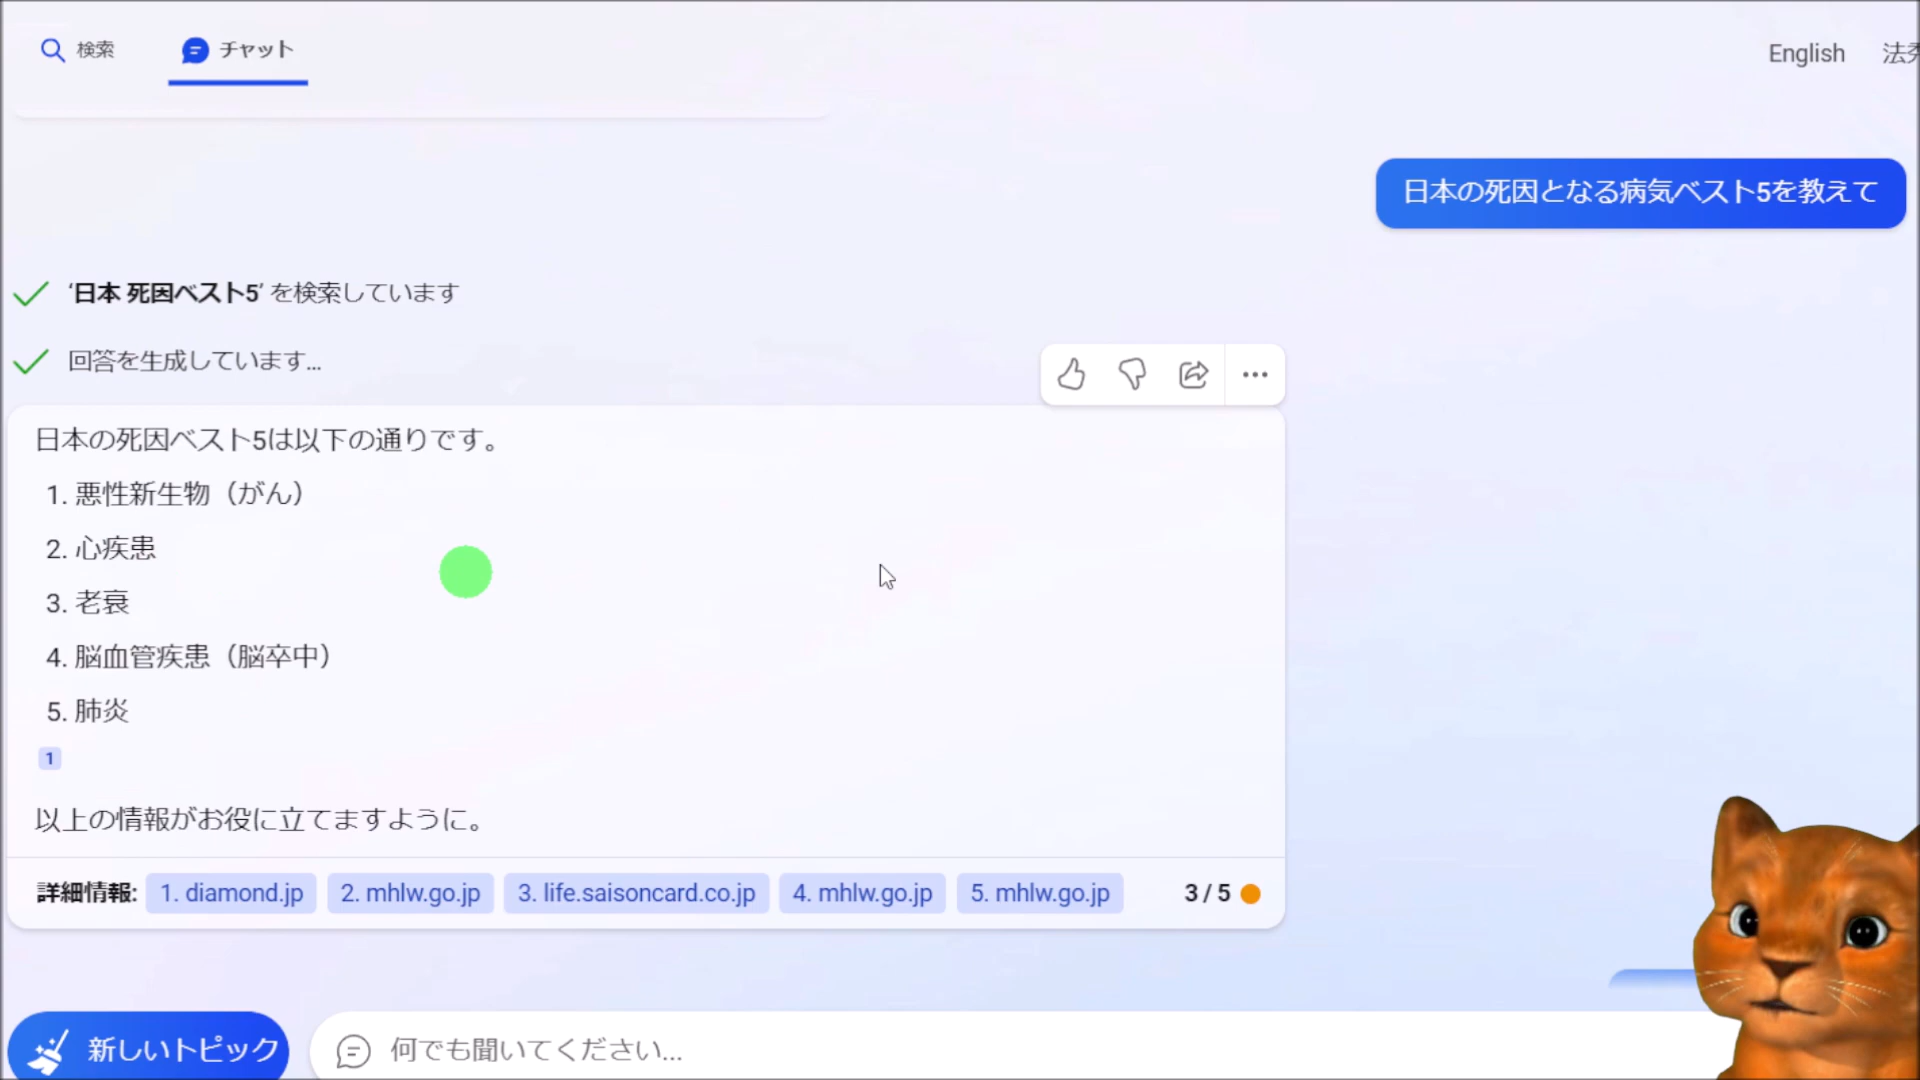 検索
チャット
English
日本の死因となる病気ベスト5を教えて
'日本 死因ベスト5' を検索しています
回答を生成しています...
日本の死因ベスト5は以下の通りです。
1. 悪性新生物（がん）
2. 心疾患
3. 老衰
4. 脳血管疾患（脳卒中）
5. 肺炎
1
以上の情報がお役に立てますように。
詳細情報: 1. diamond.jp 2. mhlw.go.jp 3. life.saisoncard.co.jp 4. mhlw.go.jp 5. mhlw.go.jp 3 / 5
新しいトピック
何でも聞いてください...